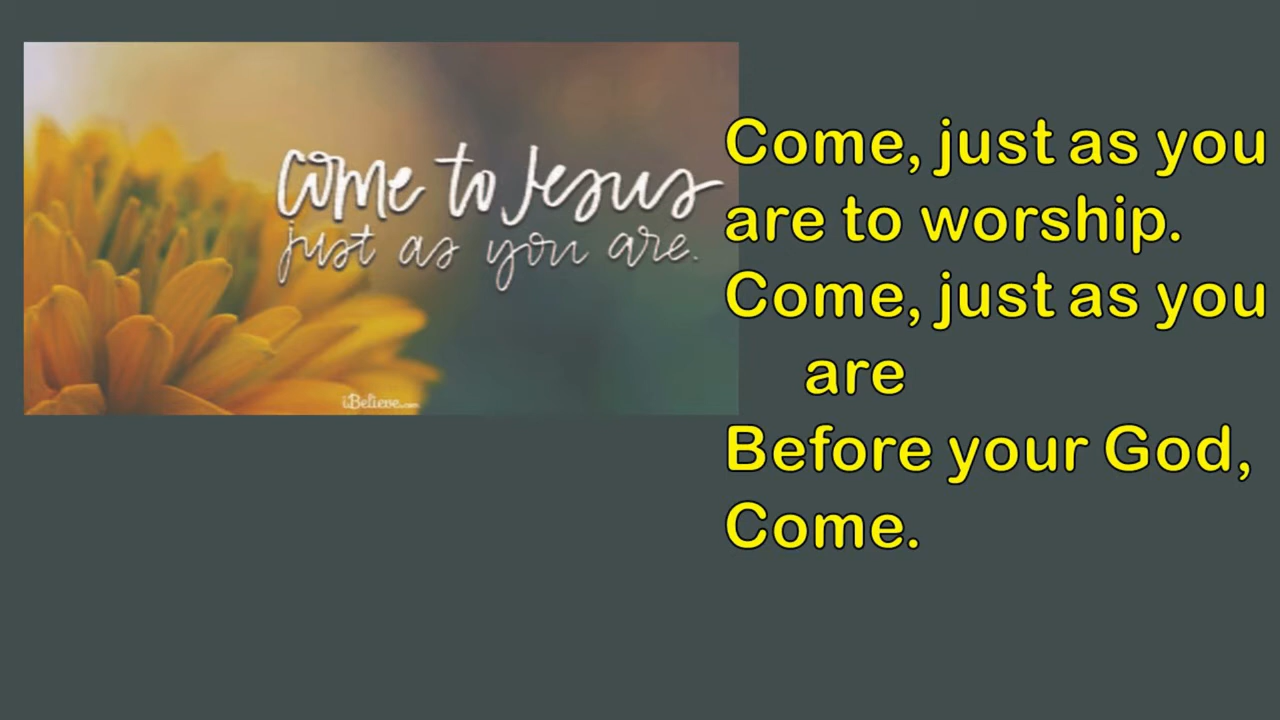 come to Jesus
just as you are.
iBelieve.com
Come, just as you
are to worship.
Come, just as you
are
Before your God,
Come.